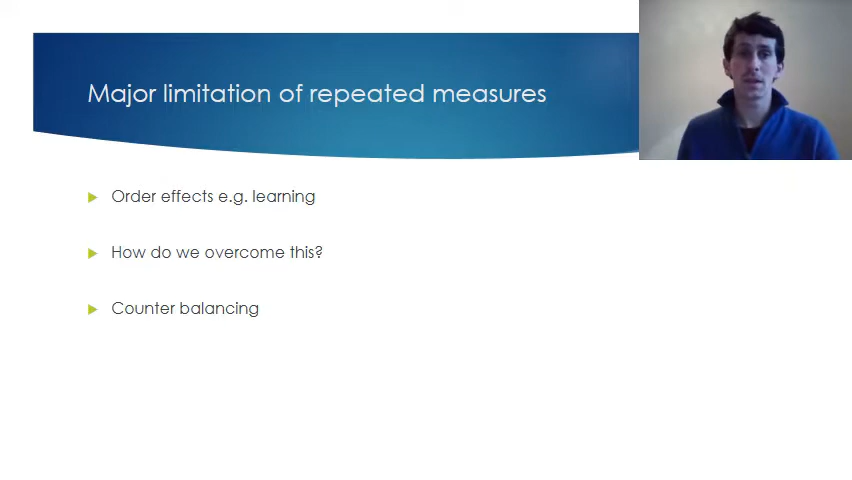 Major limitation of repeated measures
Order effects e.g. learning
How do we overcome this?
Counter balancing